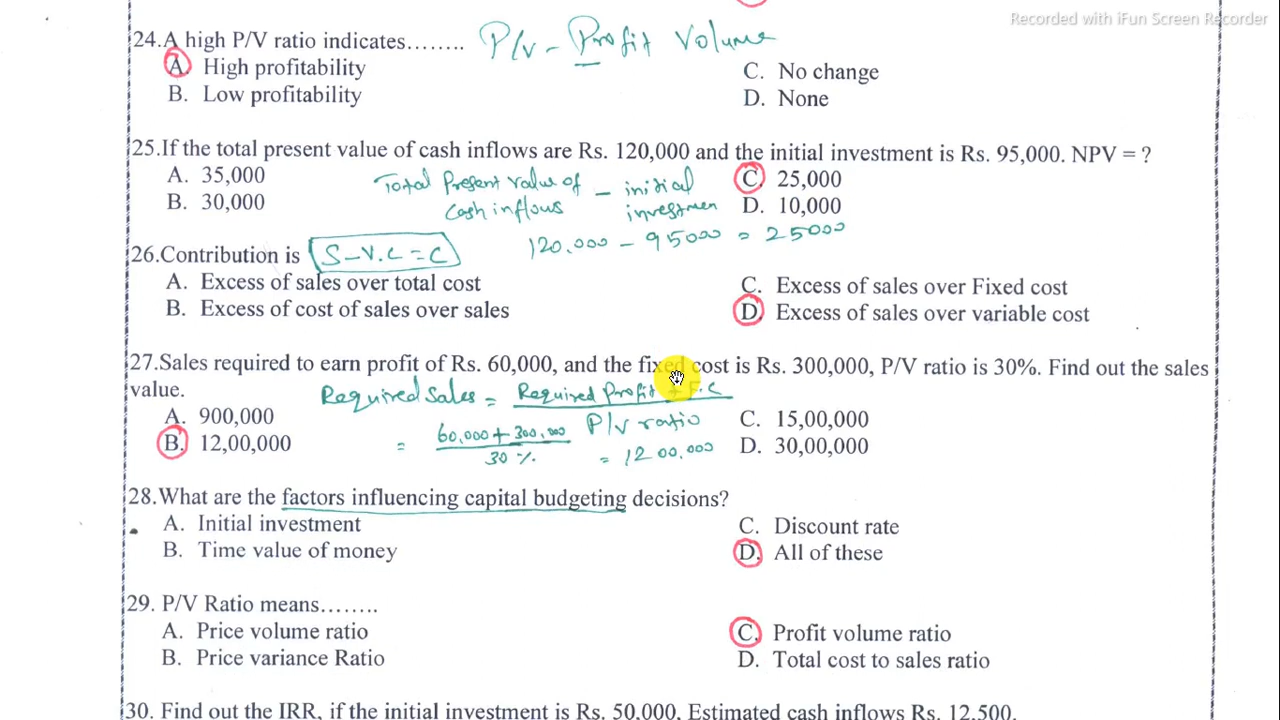 Recorded with iFun Screen Recorder
24.A high P/V ratio indicates........ P/V - Profit Volume
A. High profitability C. No change
B. Low profitability D. None
25.If the total present value of cash inflows are Rs. 120,000 and the initial investment is Rs. 95,000. NPV = ?
A. 35,000 Total Present Value of – initial C. 25,000
B. 30,000 Cash inflows investmen D. 10,000
120,000 – 95000 = 25000
26.Contribution is S – V.C = C
A. Excess of sales over total cost C. Excess of sales over Fixed cost
B. Excess of cost of sales over sales D. Excess of sales over variable cost
27.Sales required to earn profit of Rs. 60,000, and the fixed cost is Rs. 300,000, P/V ratio is 30%. Find out the sales
value. Required Sales = Required Profit + F.C
A. 900,000 P/V ratio C. 15,00,000
B. 12,00,000 = 60,000 + 300,000 D. 30,00,000
30 % = 1200,000
28.What are the factors influencing capital budgeting decisions?
A. Initial investment C. Discount rate
B. Time value of money D. All of these
29. P/V Ratio means........
A. Price volume ratio C. Profit volume ratio
B. Price variance Ratio D. Total cost to sales ratio
30. Find out the IRR, if the initial investment is Rs. 50,000, Estimated cash inflows Rs. 12,500.